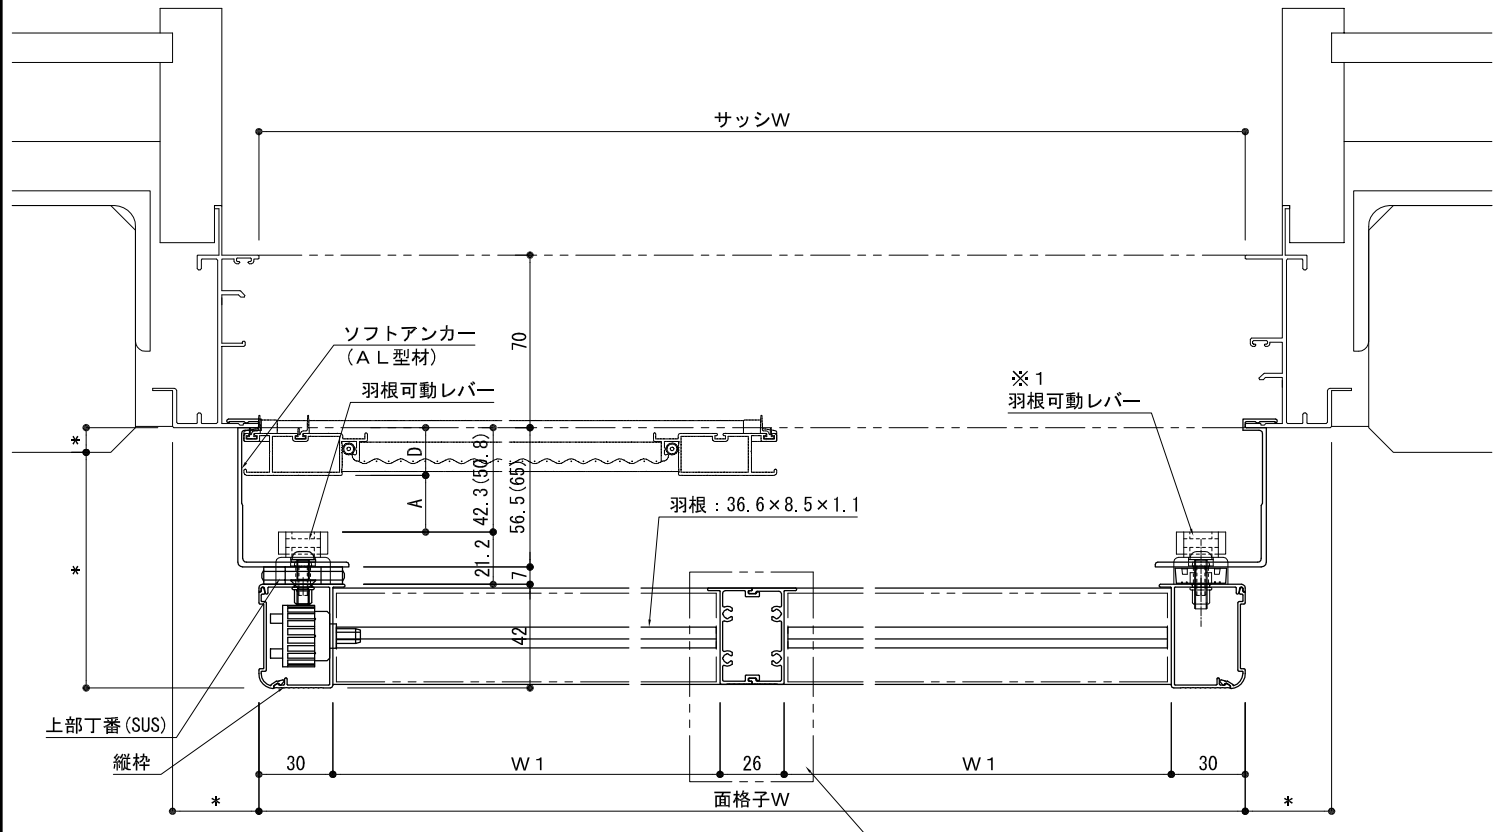 サッシW
70
ソフトアンカー
(AL型材)
羽根可動レバー
※1
羽根可動レバー
*
D
42.3(50.8)
56.5(65)
A
羽根：36.6×8.5×1.1
*
21.2
7
42
上部丁番(SUS)
縦枠
30
W1
26
W1
30
*
面格子W
*